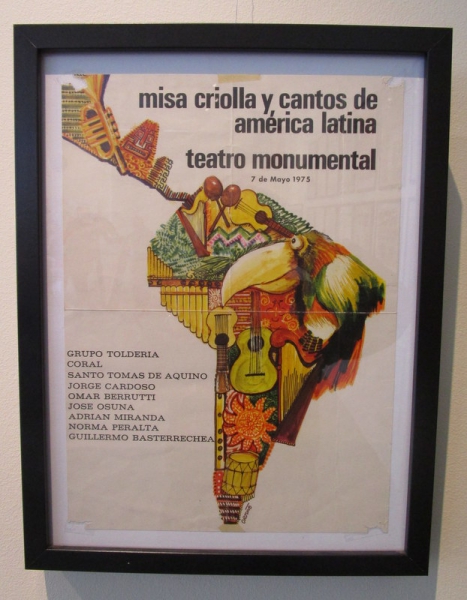 misa criolla y cantos de
américa latina
teatro monumental
7 de Mayo 1975
GRUPO TOLDERIA
CORAL
SANTO TOMAS DE AQUINO
JORGE CARDOSO
OMAR BERRUTTI
JOSE OSUNA
ADRIAN MIRANDA
NORMA PERALTA
GUILLERMO BASTERRECHEA